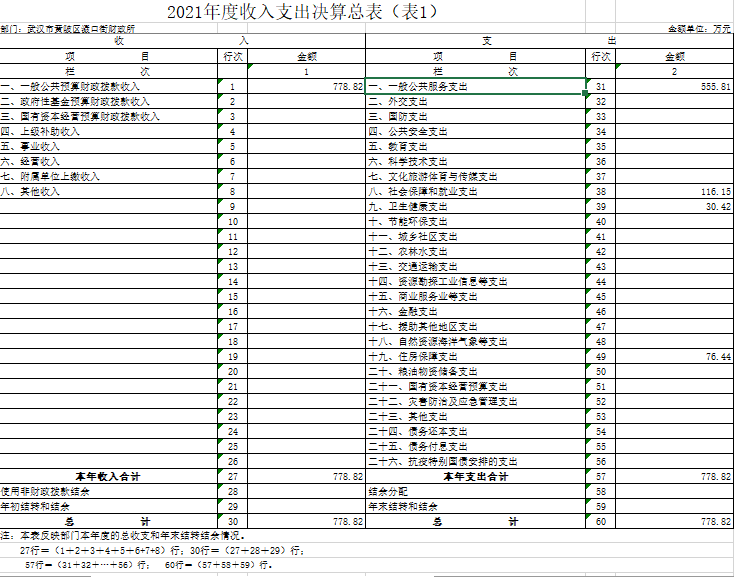 2021年度收入支出决算总表（表1）
部门：武汉市黄陂区滠口街财政所 金额单位：万元
收 入 支 出
项 目 行次 金额 项 目 行次 金额
栏 次 1 栏 次 2
一、一般公共预算财政拨款收入 1 778.82 一、一般公共服务支出 31 555.81
二、政府性基金预算财政拨款收入 2 二、外交支出 32
三、国有资本经营预算财政拨款收入 3 三、国防支出 33
四、上级补助收入 4 四、公共安全支出 34
五、事业收入 5 五、教育支出 35
六、经营收入 6 六、科学技术支出 36
七、附属单位上缴收入 7 七、文化旅游体育与传媒支出 37
八、其他收入 8 八、社会保障和就业支出 38 116.15
9 九、卫生健康支出 39 30.42
10 十、节能环保支出 40
11 十一、城乡社区支出 41
12 十二、农林水支出 42
13 十三、交通运输支出 43
14 十四、资源勘探工业信息等支出 44
15 十五、商业服务业等支出 45
16 十六、金融支出 46
17 十七、援助其他地区支出 47
18 十八、自然资源海洋气象等支出 48
19 十九、住房保障支出 49 76.44
20 二十、粮油物资储备支出 50
21 二十一、国有资本经营预算支出 51
22 二十二、灾害防治及应急管理支出 52
23 二十三、其他支出 53
24 二十四、债务还本支出 54
25 二十五、债务付息支出 55
26 二十六、抗疫特别国债安排的支出 56
本年收入合计 27 778.82 本年支出合计 57 778.82
使用非财政拨款结余 28 结余分配 58
年初结转和结余 29 年末结转和结余 59
总 计 30 778.82 总 计 60 778.82
注：本表反映部门本年度的总收支和年末结转结余情况。
27行＝（1＋2＋3＋4＋5＋6+7+8）行；30行＝（27＋28＋29）行；
57行＝（31＋32＋…＋56）行； 60行＝（57＋58＋59）行。